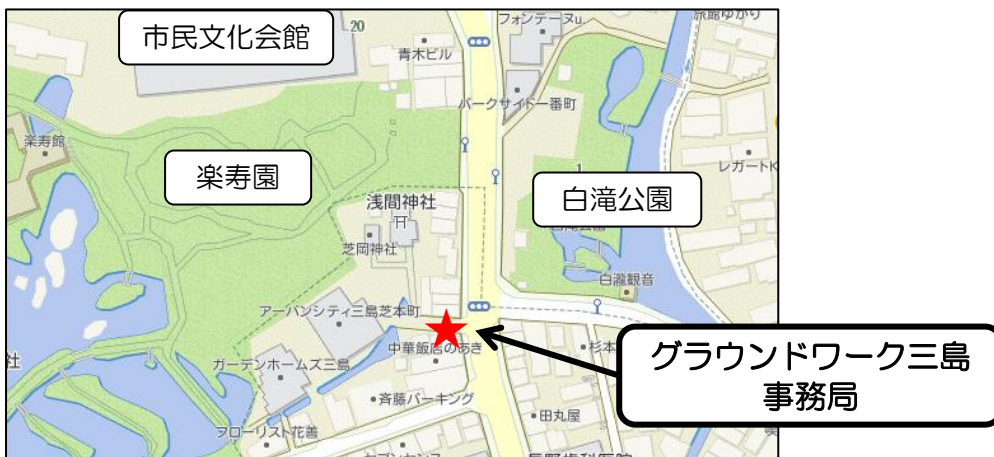 市民文化会館
20
フォンテーヌu.
旅館ゆかり
青木ビル
パークサイド一番町
楽寿館
レガートK
楽寿園
1
浅間神社
白滝公園
芝岡神社
白瀧観音
アーバンシティ三島芝本町
中華飯店のあき
杉本
ガーデンホームズ三島
グラウンドワーク三島
事務局
社
斉藤パーキング
田丸屋
フローリスト花善